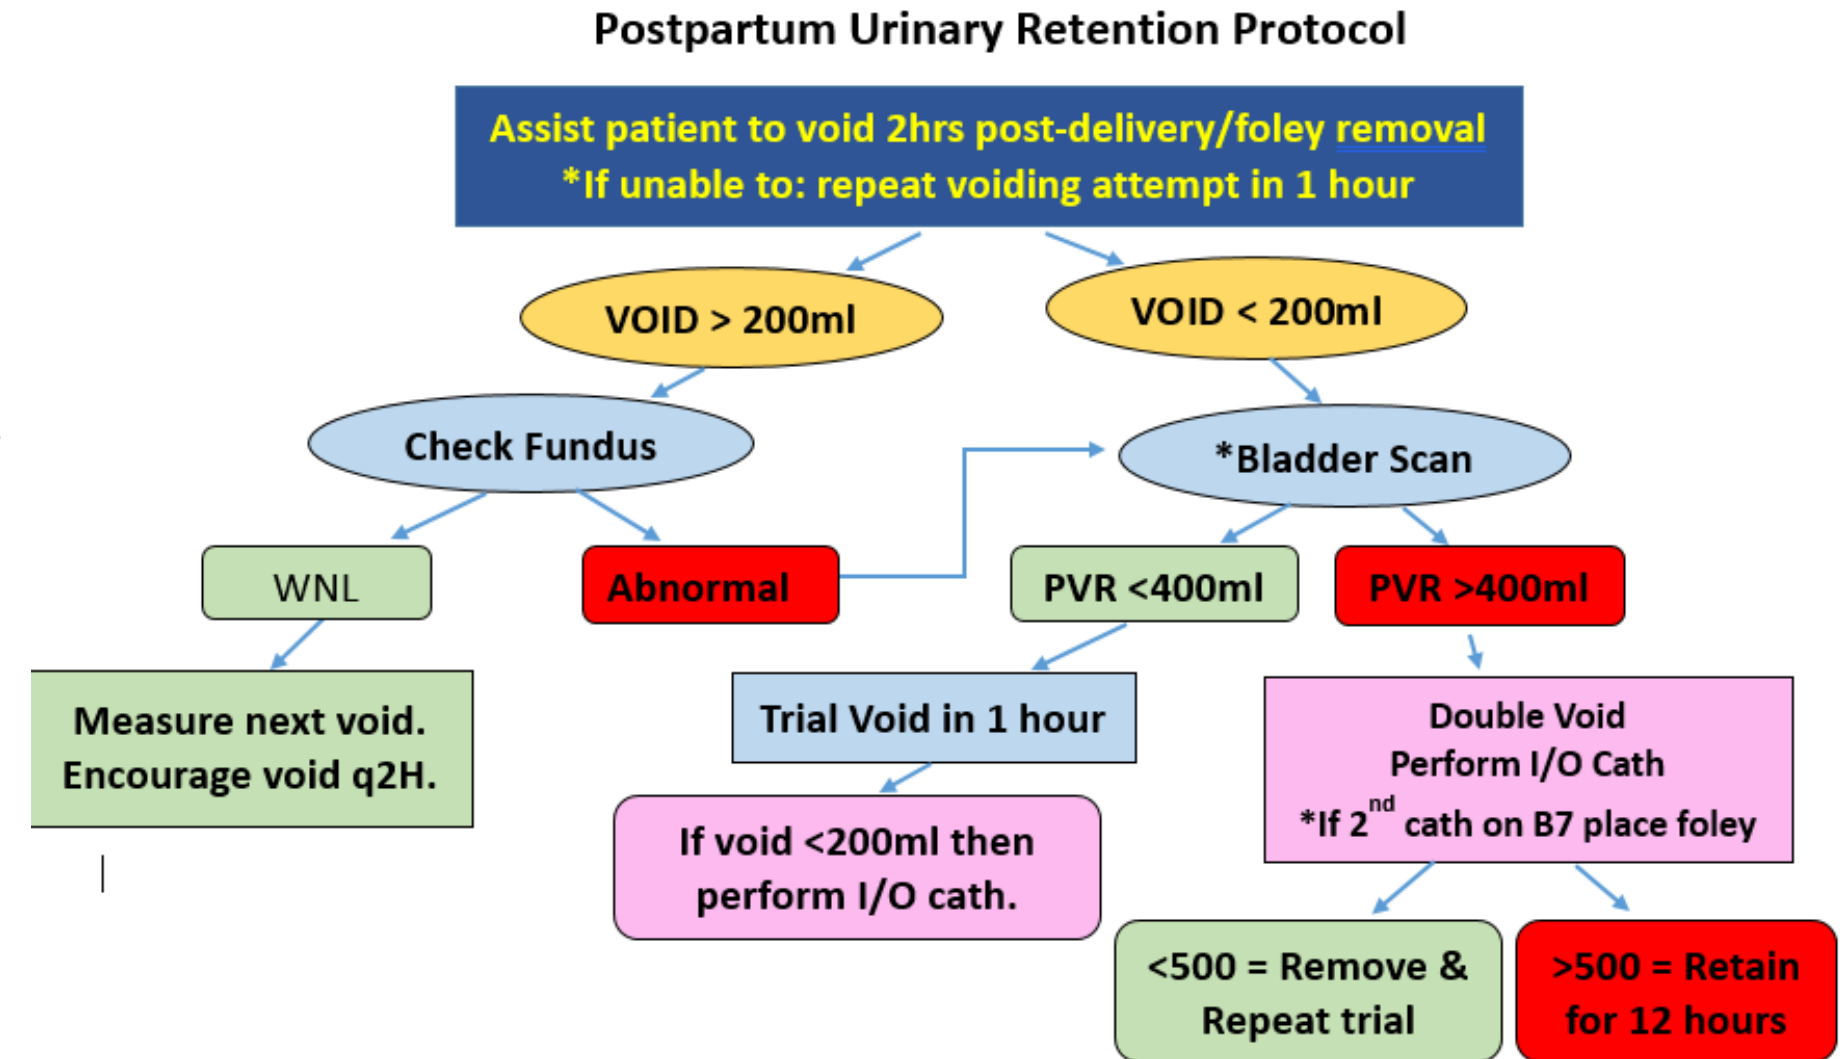 Postpartum Urinary Retention Protocol
Assist patient to void 2hrs post-delivery/foley removal
*If unable to: repeat voiding attempt in 1 hour
VOID > 200ml
VOID < 200ml
Check Fundus
*Bladder Scan
WNL
Abnormal
PVR <400ml
PVR >400ml
Measure next void.
Encourage void q2H.
Trial Void in 1 hour
If void <200ml then
perform I/O cath.
Double Void
Perform I/O Cath
*If 2nd cath on B7 place foley
<500 = Remove &
Repeat trial
>500 = Retain
for 12 hours